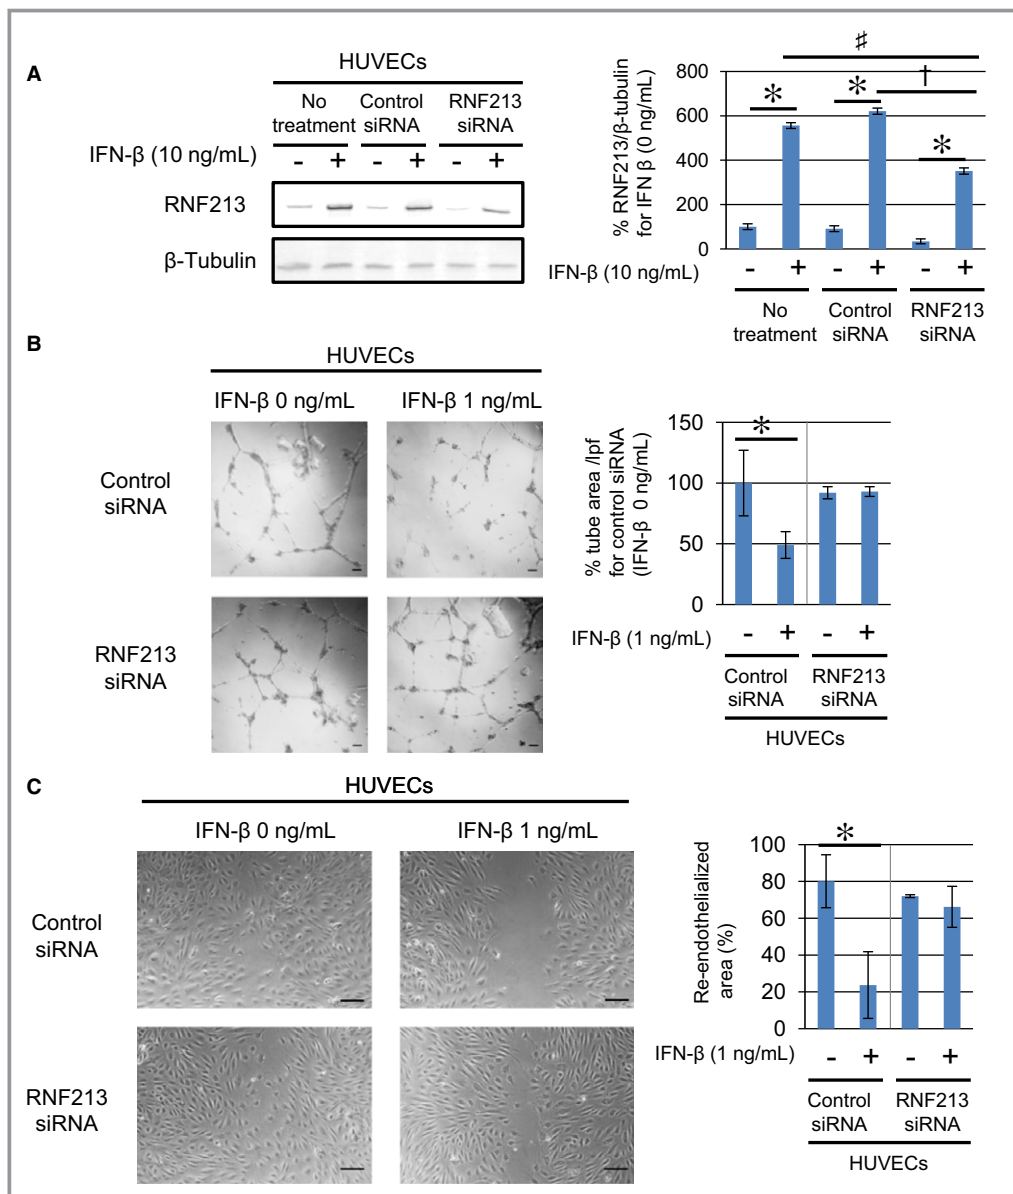 A
HUVECs
No treatment
Control siRNA
RNF213 siRNA
IFN-β (10 ng/mL)
- + - + - +
RNF213
β-Tubulin
% RNF213/β-tubulin
for IFN β (0 ng/mL)
800
600
400
200
0
* * *
♯
†
IFN-β (10 ng/mL)
- + - + - +
No treatment
Control siRNA
RNF213 siRNA
B
HUVECs
IFN-β 0 ng/mL
IFN-β 1 ng/mL
Control siRNA
RNF213 siRNA
% tube area /lpf
for control siRNA
(IFN-β 0 ng/mL)
150
100
50
0
*
IFN-β (1 ng/mL)
- + - +
Control siRNA
RNF213 siRNA
HUVECs
C
HUVECs
IFN-β 0 ng/mL
IFN-β 1 ng/mL
Control siRNA
RNF213 siRNA
Re-endothelialized
area (%)
100
80
60
40
20
0
*
IFN-β (1 ng/mL)
- + - +
Control siRNA
RNF213 siRNA
HUVECs